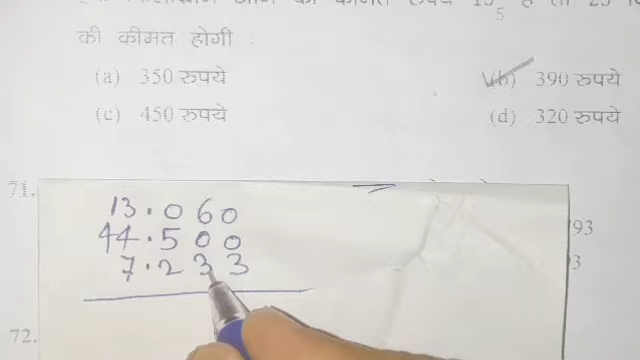 की कीमत होगी :
(a) 350 रुपये
(b) 390 रुपये
(c) 450 रुपये
(d) 320 रुपये
71.
13.060
44.500
7.233
93
3
72.